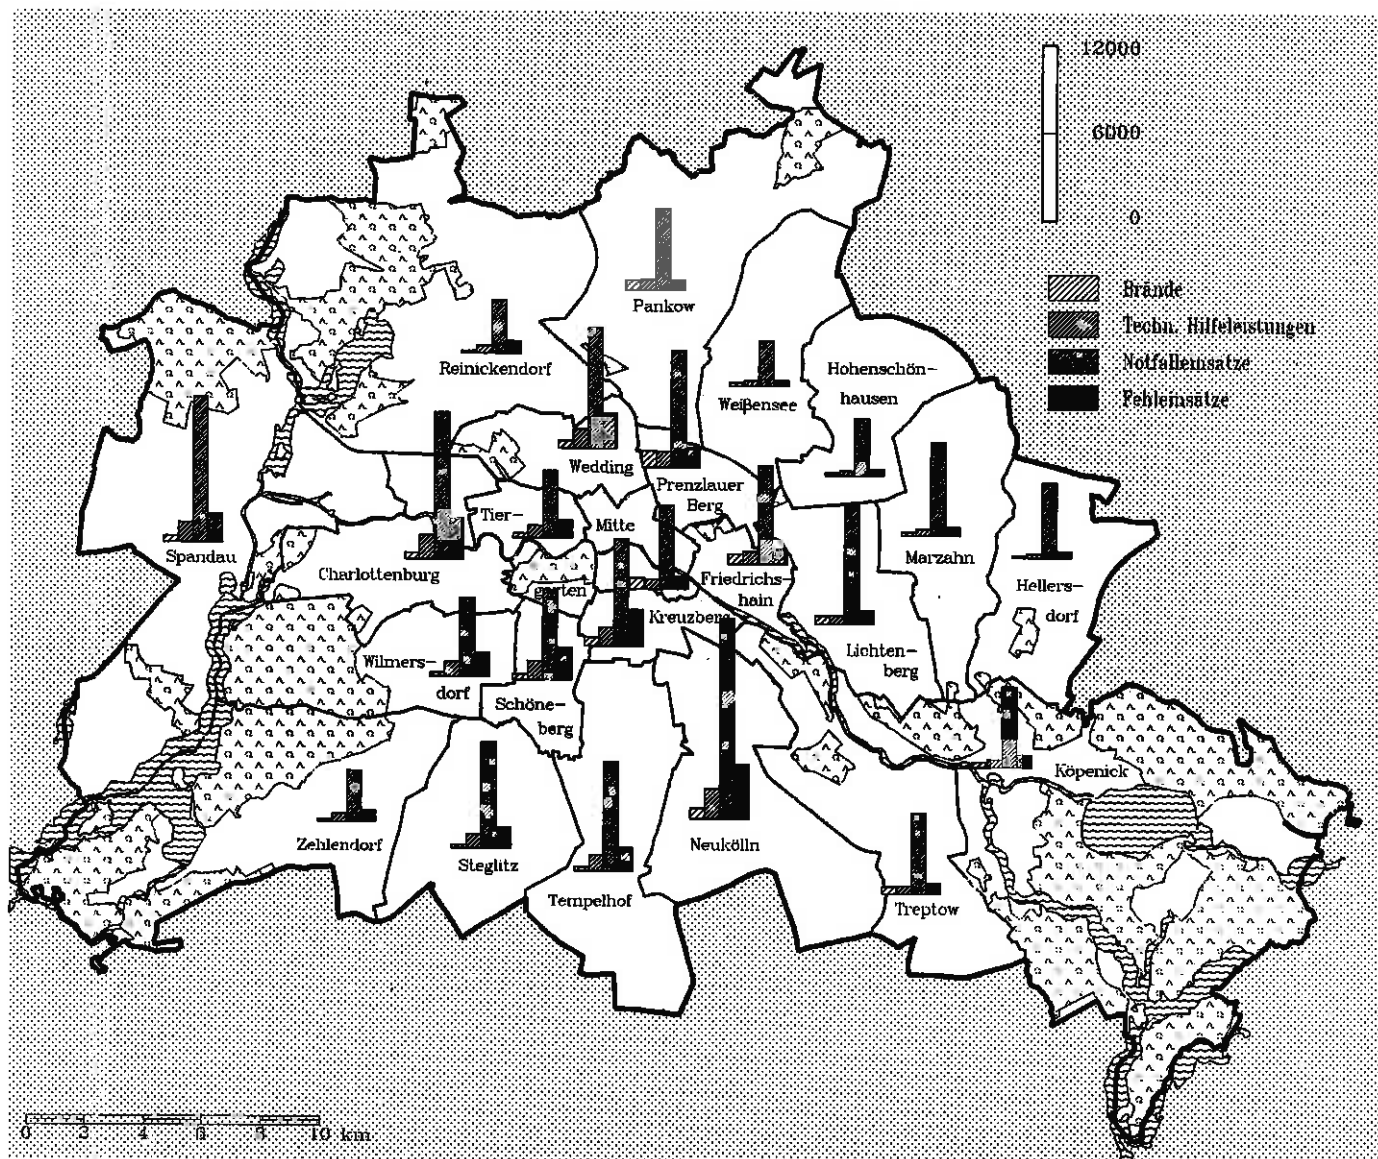 12000
6000
0
Brände
Techn. Hilfeleistungen
Notfalleinsätze
Fehleinsätze
Pankow
Reinickendorf
Hohenschön-
hausen
Weißensee
Wedding
Prenzlauer
Berg
Tier-
garten
Mitte
Spandau
Charlottenburg
Friedrichs-
hain
Marzahn
Hellers-
dorf
Kreuzberg
Lichten-
berg
Wilmers-
dorf
Schöne-
berg
Köpenick
Zehlendorf
Steglitz
Tempelhof
Neukölln
Treptow
0 2 4 6 8 10 km